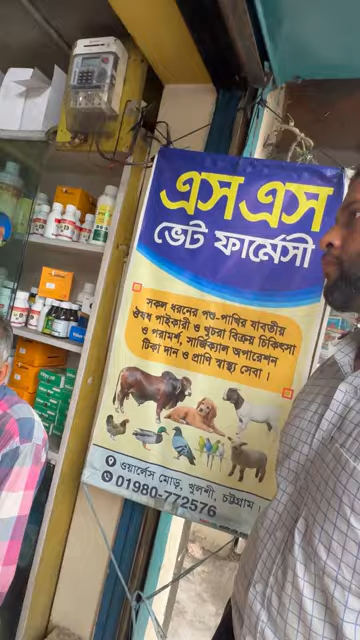 এসএস
ভেট ফার্মেসী
সকল ধরনের পশু-পাখির যাবতীয়
ঔষধ পাইকারী ও খুচরা বিক্রয় চিকিৎসা
ও পরামর্শ, সার্জিক্যাল অপারেশন
টিকা দান ও প্রাণি স্বাস্থ্য সেবা ।
ওয়ার্লেস মোড়, খুলশী, চট্টগ্রাম ।
01980-772576